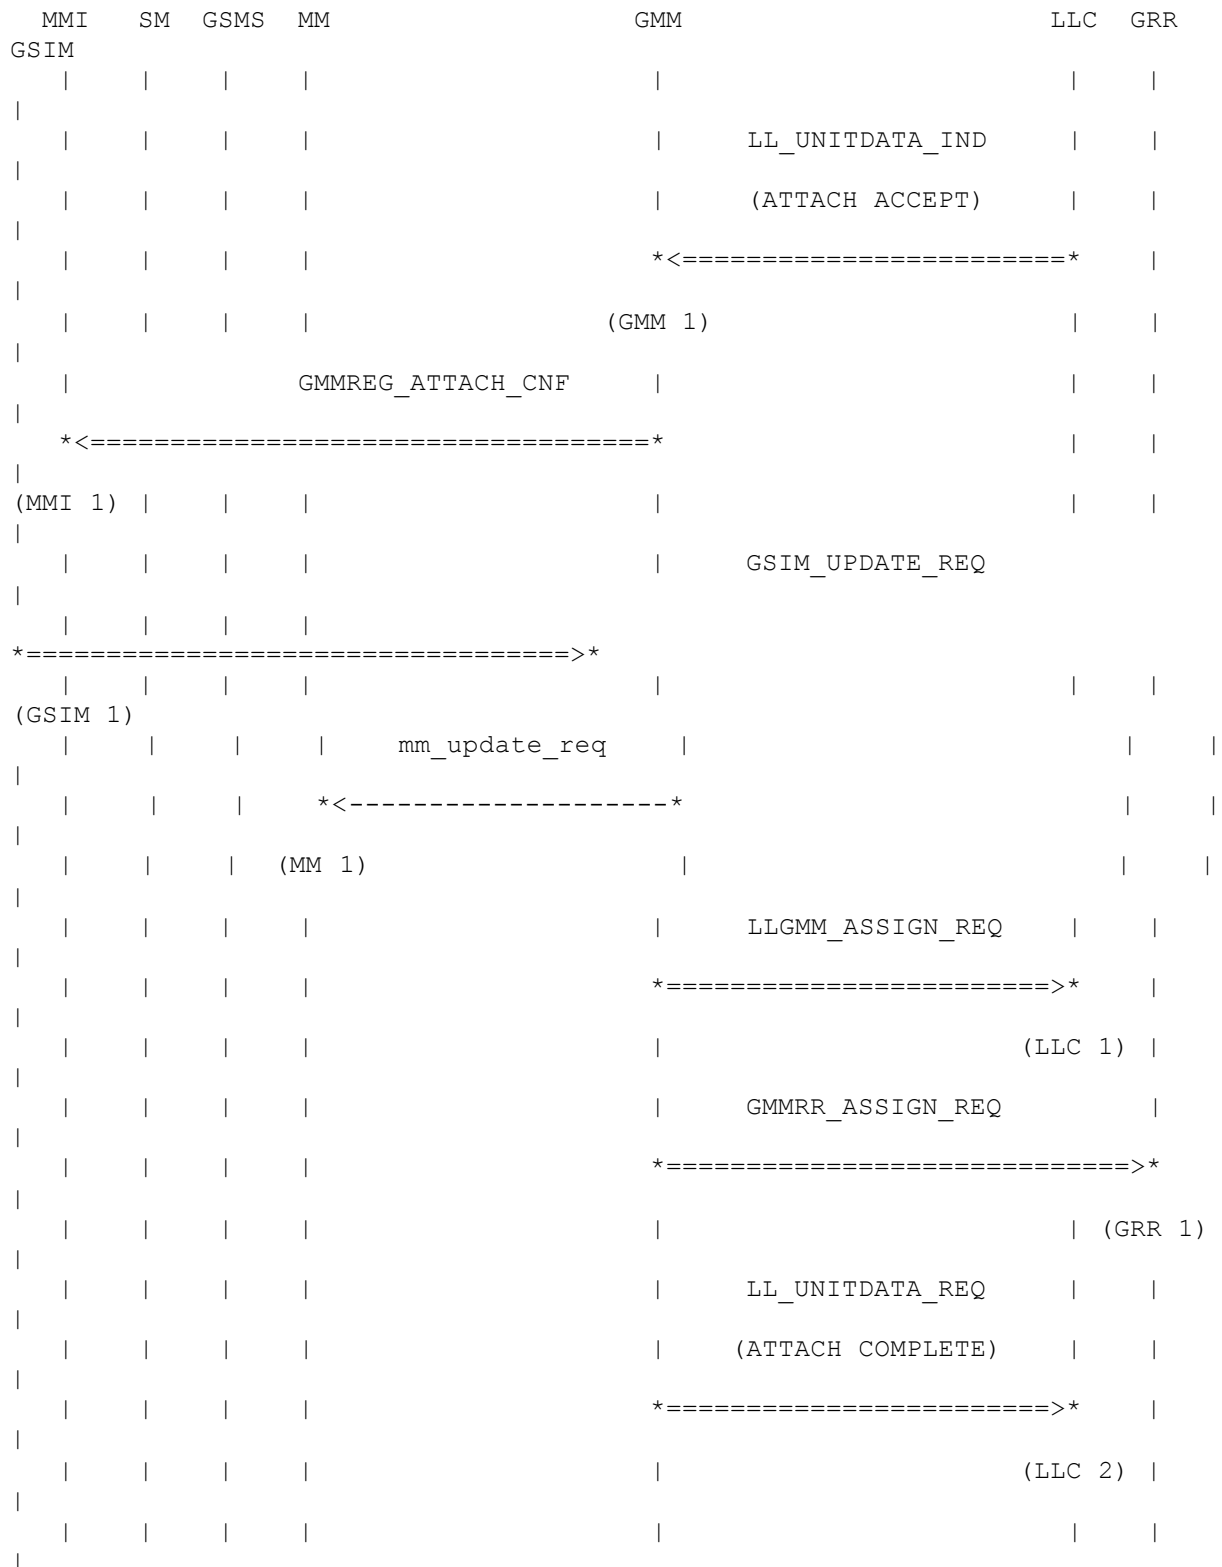 MMI SM GSMS MM GMM LLC GRR
GSIM
| | | | | | |
|
| | | | | LL_UNITDATA_IND | |
|
| | | | | (ATTACH ACCEPT) | |
|
| | | | *<========================* |
|
| | | | (GMM 1) | |
|
| GMMREG_ATTACH_CNF | | |
|
*<===================================* | |
|
(MMI 1) | | | | | |
|
| | | | | GSIM_UPDATE_REQ
|
| | | |
*==================================>*
| | | | | | |
(GSIM 1)
| | | | mm_update_req | | |
|
| | | *<--------------------* | |
|
| | | (MM 1) | | |
|
| | | | | LLGMM_ASSIGN_REQ | |
|
| | | | *========================>* |
|
| | | | | (LLC 1) |
|
| | | | | GMMRR_ASSIGN_REQ |
|
| | | | *=============================>*
|
| | | | | | (GRR 1)
|
| | | | | LL_UNITDATA_REQ | |
|
| | | | | (ATTACH COMPLETE) | |
|
| | | | *========================>* |
|
| | | | | (LLC 2) |
|
| | | | | | |
|